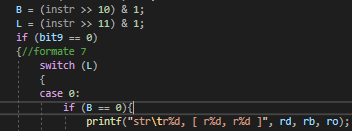 B = (instr >> 10) & 1;
L = (instr >> 11) & 1;
if (bit9 == 0)
{//formate 7
switch (L)
{
case 0:
if (B == 0){
printf("str\tr%d, [ r%d, r%d ]", rd, rb, ro);